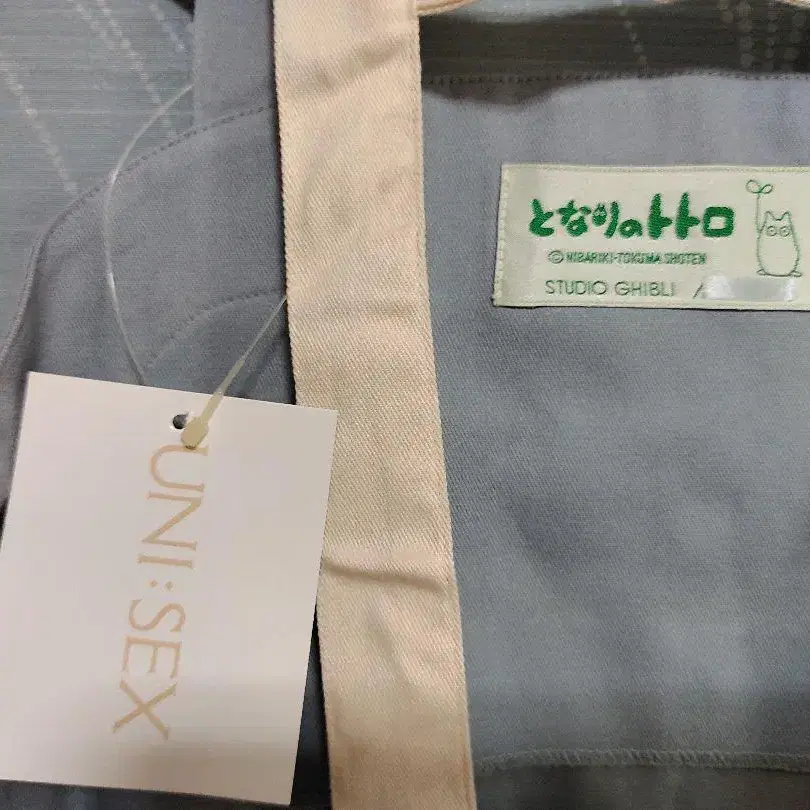 となりのトトロ
© NIBARIKI・TOKUMA SHOTEN
STUDIO GHIBLI /
UNI:SEX